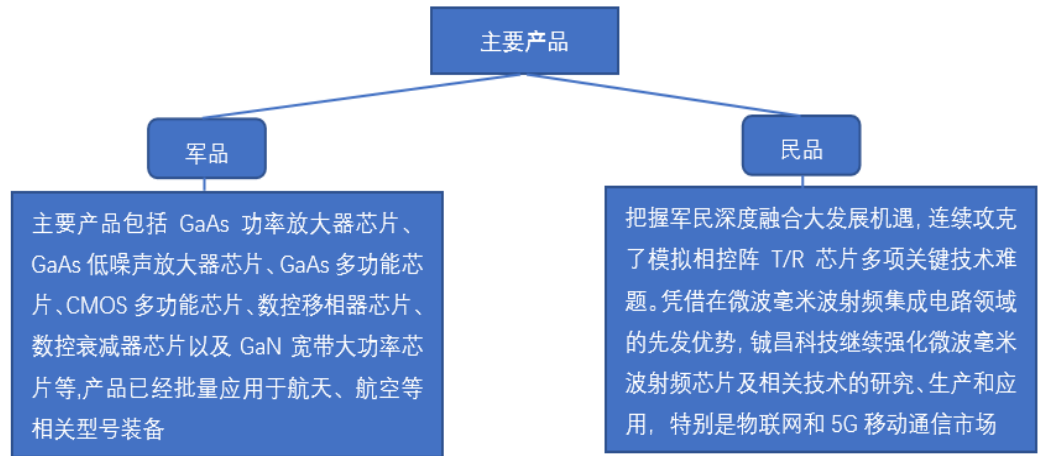 主要产品
军品
主要产品包括 GaAs 功率放大器芯片、
GaAs 低噪声放大器芯片、GaAs 多功能芯
片、CMOS 多功能芯片、数控移相器芯片、
数控衰减器芯片以及 GaN 宽带大功率芯
片等,产品已经批量应用于航天、航空等
相关型号装备
民品
把握军民深度融合大发展机遇，连续攻克
了模拟相控阵 T/R 芯片多项关键技术难
题。凭借在微波毫米波射频集成电路领域
的先发优势，铖昌科技继续强化微波毫米
波射频芯片及相关技术的研究、生产和应
用，特别是物联网和 5G 移动通信市场